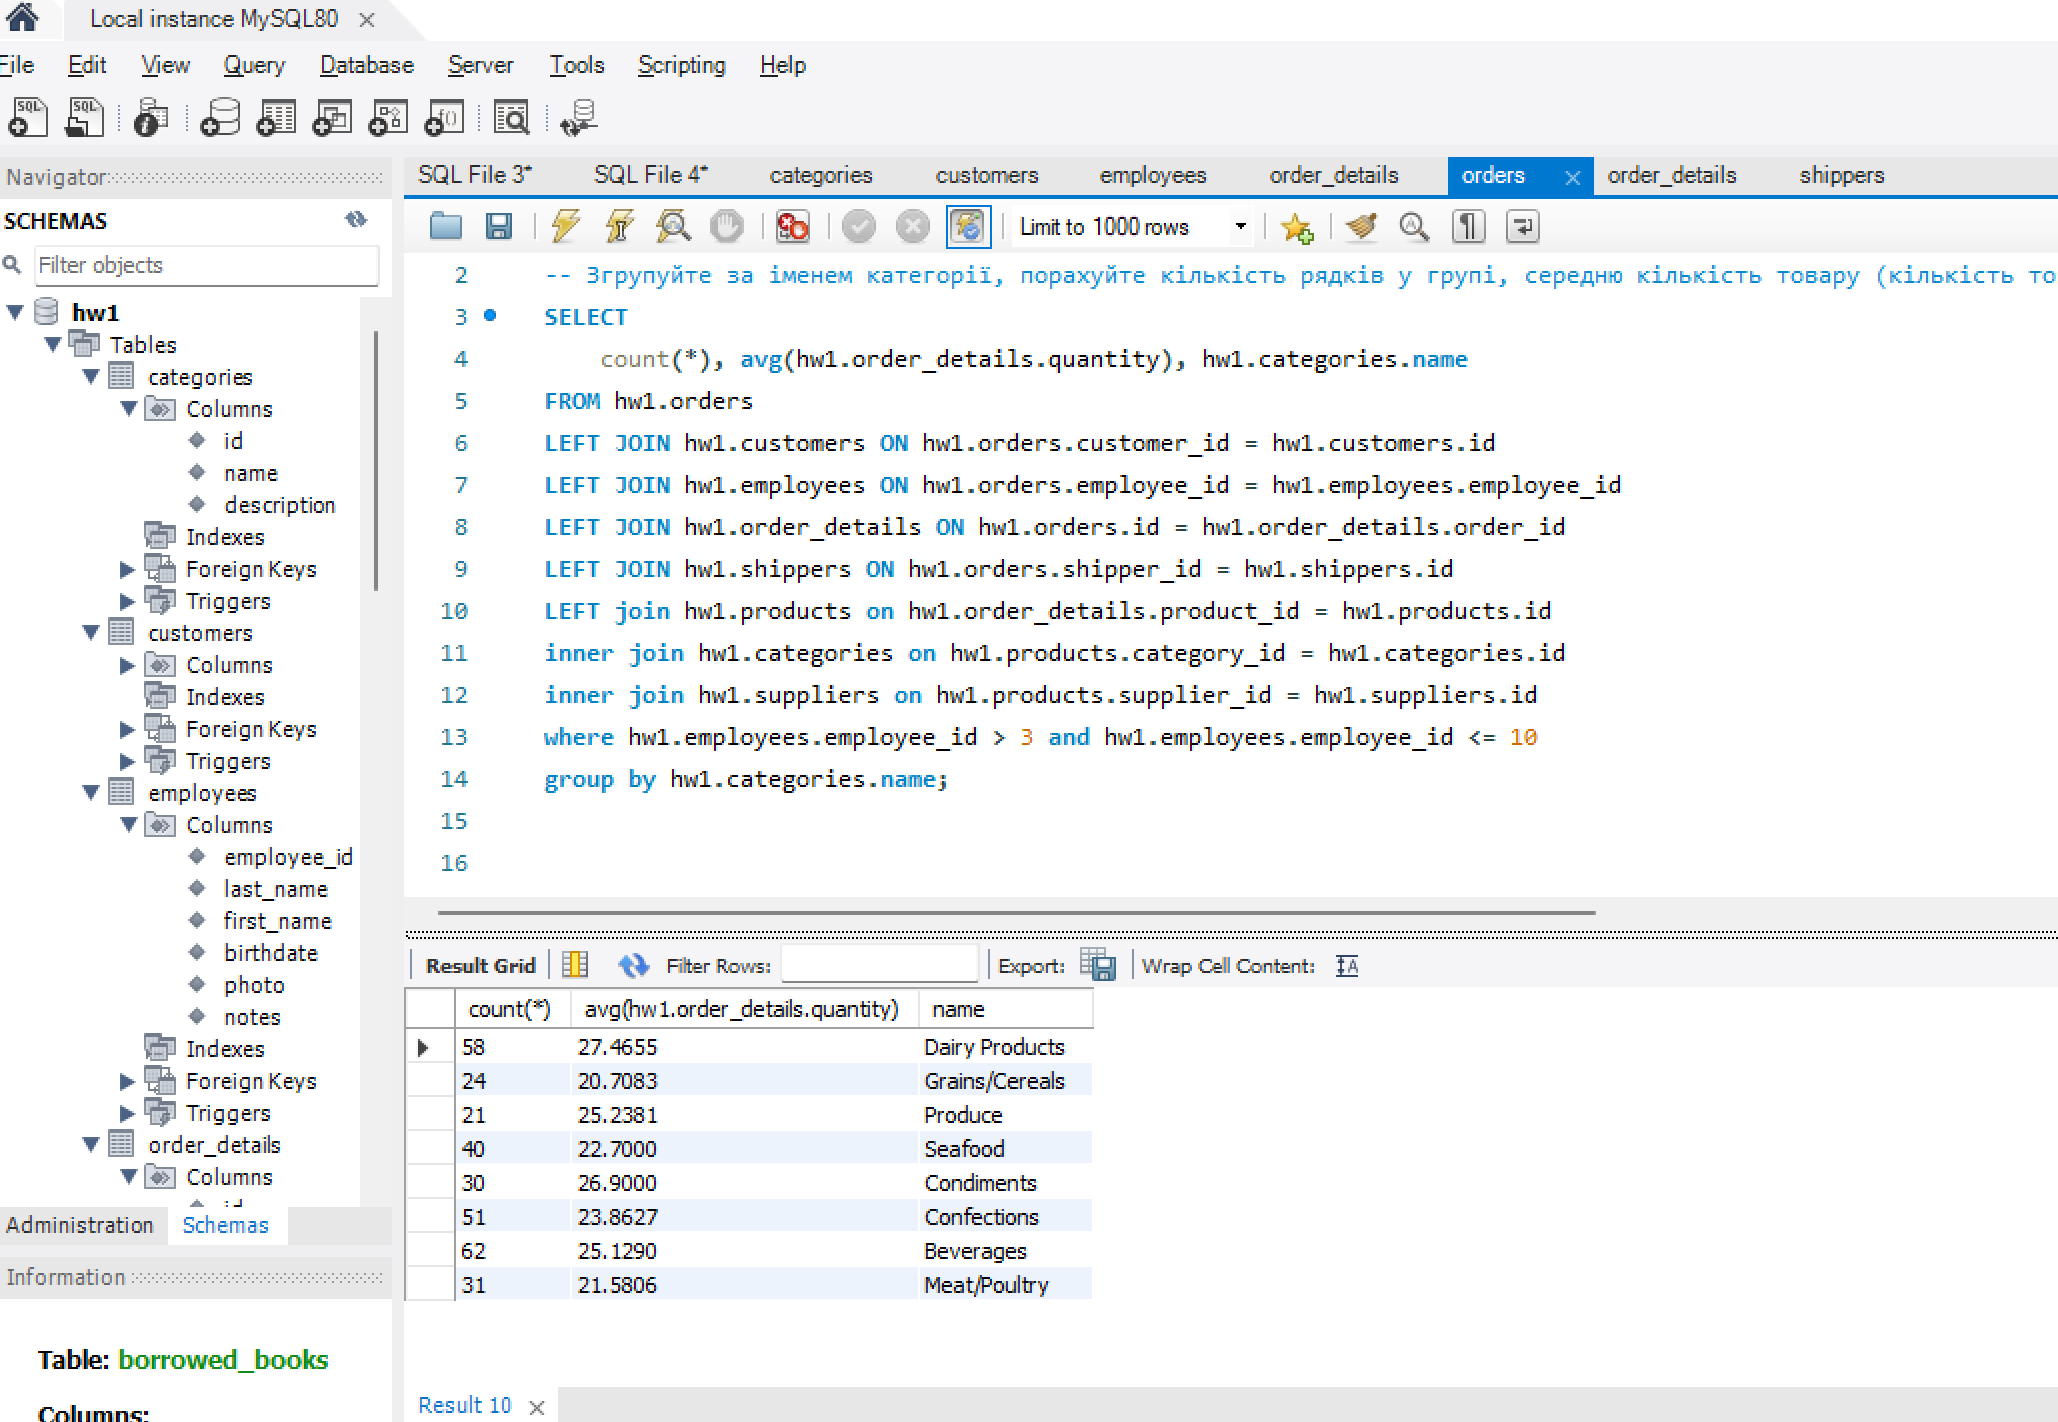 Local instance MySQL80
File Edit View Query Database Server Tools Scripting Help
Navigator
SCHEMAS
Filter objects
hw1
Tables
categories
Columns
id
name
description
Indexes
Foreign Keys
Triggers
customers
Columns
Indexes
Foreign Keys
Triggers
employees
Columns
employee_id
last_name
first_name
birthdate
photo
notes
Indexes
Foreign Keys
Triggers
order_details
Columns
id
Administration Schemas
Information
Table: borrowed_books
Columns:
SQL File 3* SQL File 4* categories customers employees order_details orders order_details shippers
Limit to 1000 rows
2 -- Згрупуйте за іменем категорії, порахуйте кількість рядків у групі, середню кількість товару (кількість то
3 SELECT
4 count(*), avg(hw1.order_details.quantity), hw1.categories.name
5 FROM hw1.orders
6 LEFT JOIN hw1.customers ON hw1.orders.customer_id = hw1.customers.id
7 LEFT JOIN hw1.employees ON hw1.orders.employee_id = hw1.employees.employee_id
8 LEFT JOIN hw1.order_details ON hw1.orders.id = hw1.order_details.order_id
9 LEFT JOIN hw1.shippers ON hw1.orders.shipper_id = hw1.shippers.id
10 LEFT join hw1.products on hw1.order_details.product_id = hw1.products.id
11 inner join hw1.categories on hw1.products.category_id = hw1.categories.id
12 inner join hw1.suppliers on hw1.products.supplier_id = hw1.suppliers.id
13 where hw1.employees.employee_id > 3 and hw1.employees.employee_id <= 10
14 group by hw1.categories.name;
15
16
Result Grid Filter Rows: Export: Wrap Cell Content:
count(*) avg(hw1.order_details.quantity) name
58 27.4655 Dairy Products
24 20.7083 Grains/Cereals
21 25.2381 Produce
40 22.7000 Seafood
30 26.9000 Condiments
51 23.8627 Confections
62 25.1290 Beverages
31 21.5806 Meat/Poultry
Result 10